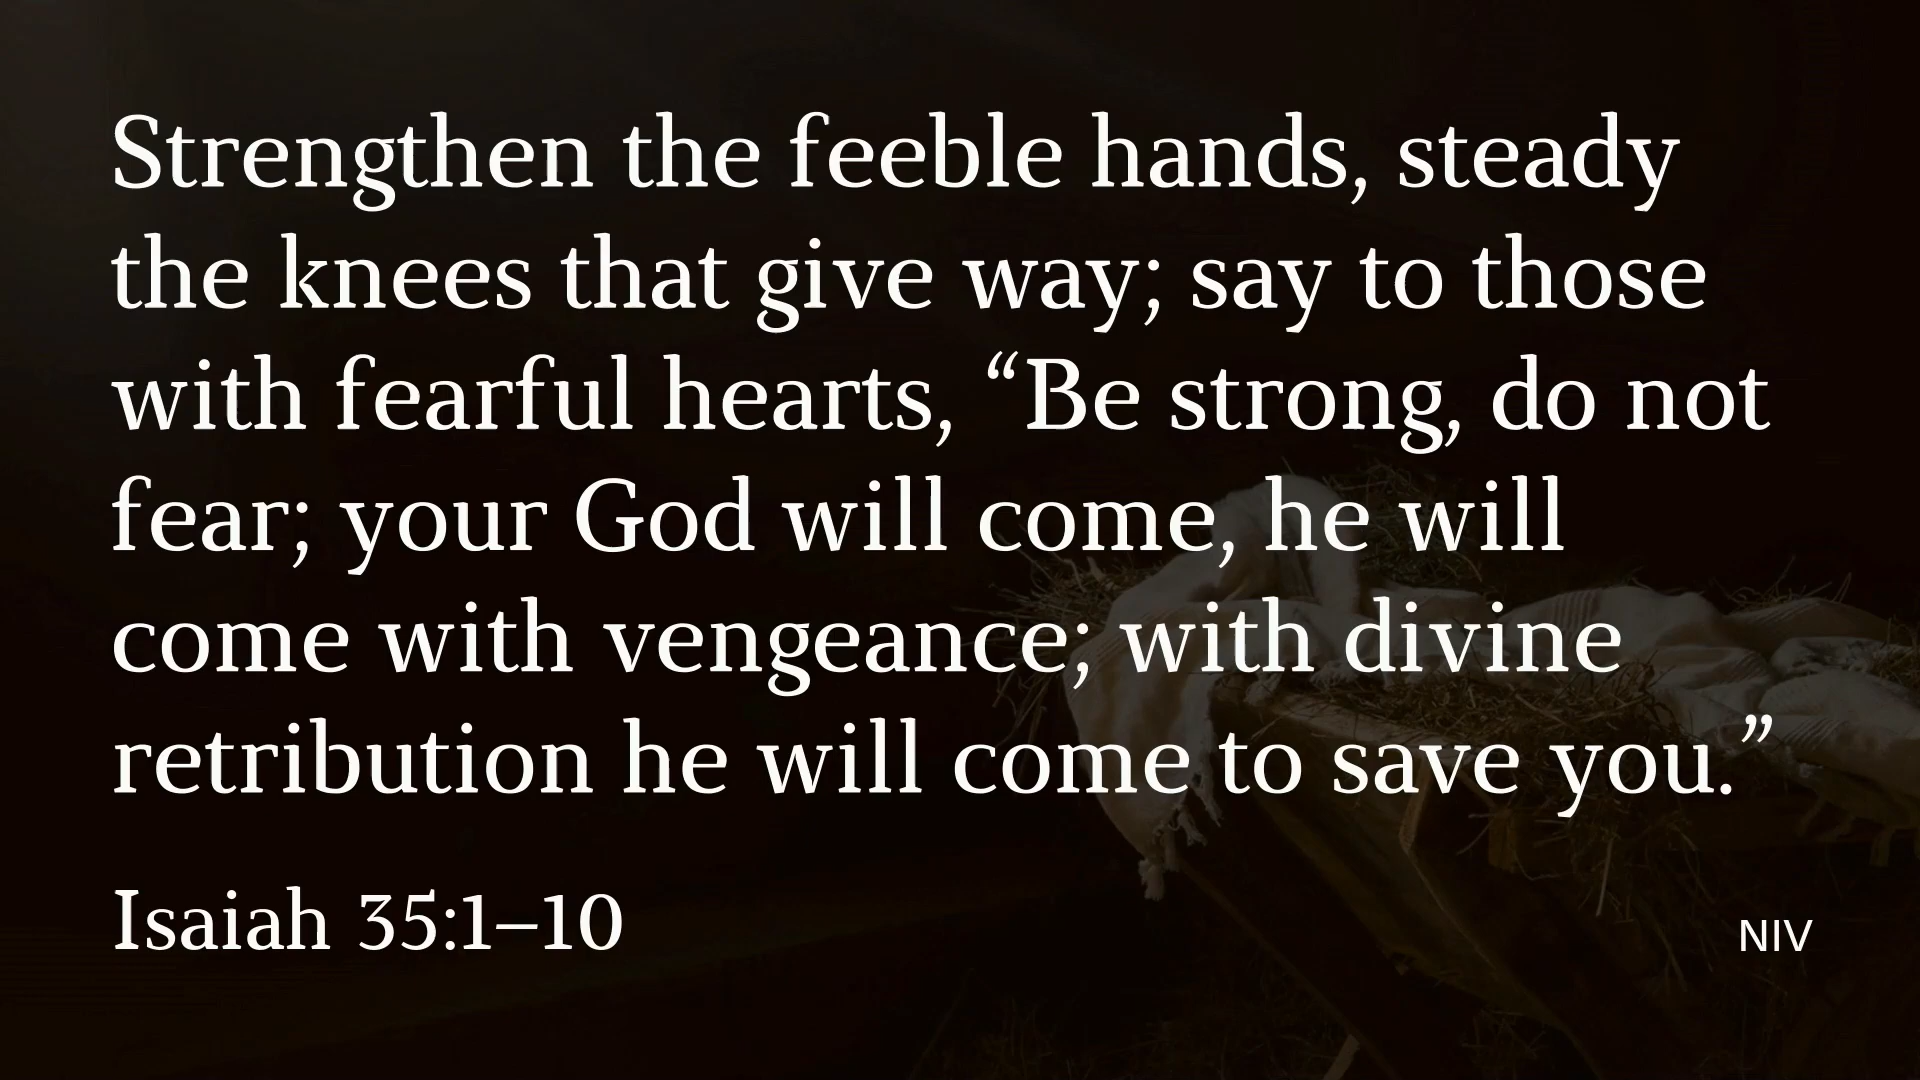 Strengthen the feeble hands, steady
the knees that give way; say to those
with fearful hearts, “Be strong, do not
fear; your God will come, he will
come with vengeance; with divine
retribution he will come to save you.”
Isaiah 35:1–10
NIV